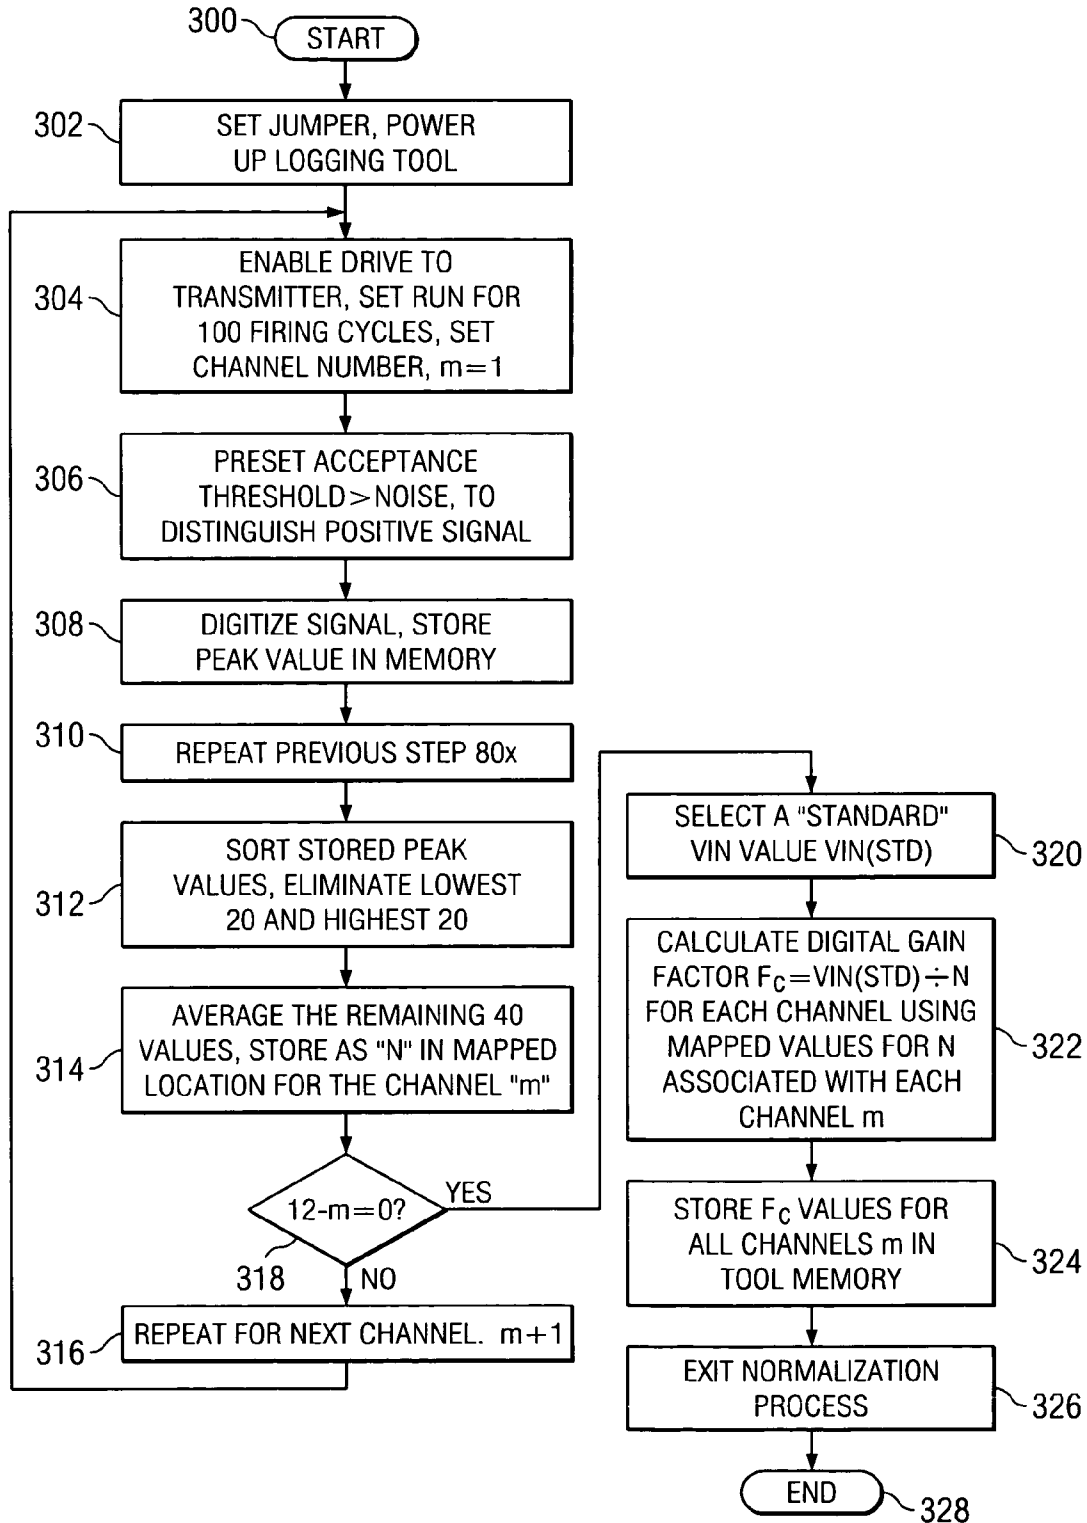 300
START
302
SET JUMPER, POWER
UP LOGGING TOOL
304
ENABLE DRIVE TO
TRANSMITTER, SET RUN FOR
100 FIRING CYCLES, SET
CHANNEL NUMBER, m=1
306
PRESET ACCEPTANCE
THRESHOLD>NOISE, TO
DISTINGUISH POSITIVE SIGNAL
308
DIGITIZE SIGNAL, STORE
PEAK VALUE IN MEMORY
310
REPEAT PREVIOUS STEP 80x
312
SORT STORED PEAK
VALUES, ELIMINATE LOWEST
20 AND HIGHEST 20
314
AVERAGE THE REMAINING 40
VALUES, STORE AS "N" IN MAPPED
LOCATION FOR THE CHANNEL "m"
12-m=0?
YES
318
NO
316
REPEAT FOR NEXT CHANNEL. m+1
SELECT A "STANDARD"
VIN VALUE VIN(STD)
320
CALCULATE DIGITAL GAIN
FACTOR FC=VIN(STD)÷N
FOR EACH CHANNEL USING
MAPPED VALUES FOR N
ASSOCIATED WITH EACH
CHANNEL m
322
STORE FC VALUES FOR
ALL CHANNELS m IN
TOOL MEMORY
324
EXIT NORMALIZATION
PROCESS
326
END
328